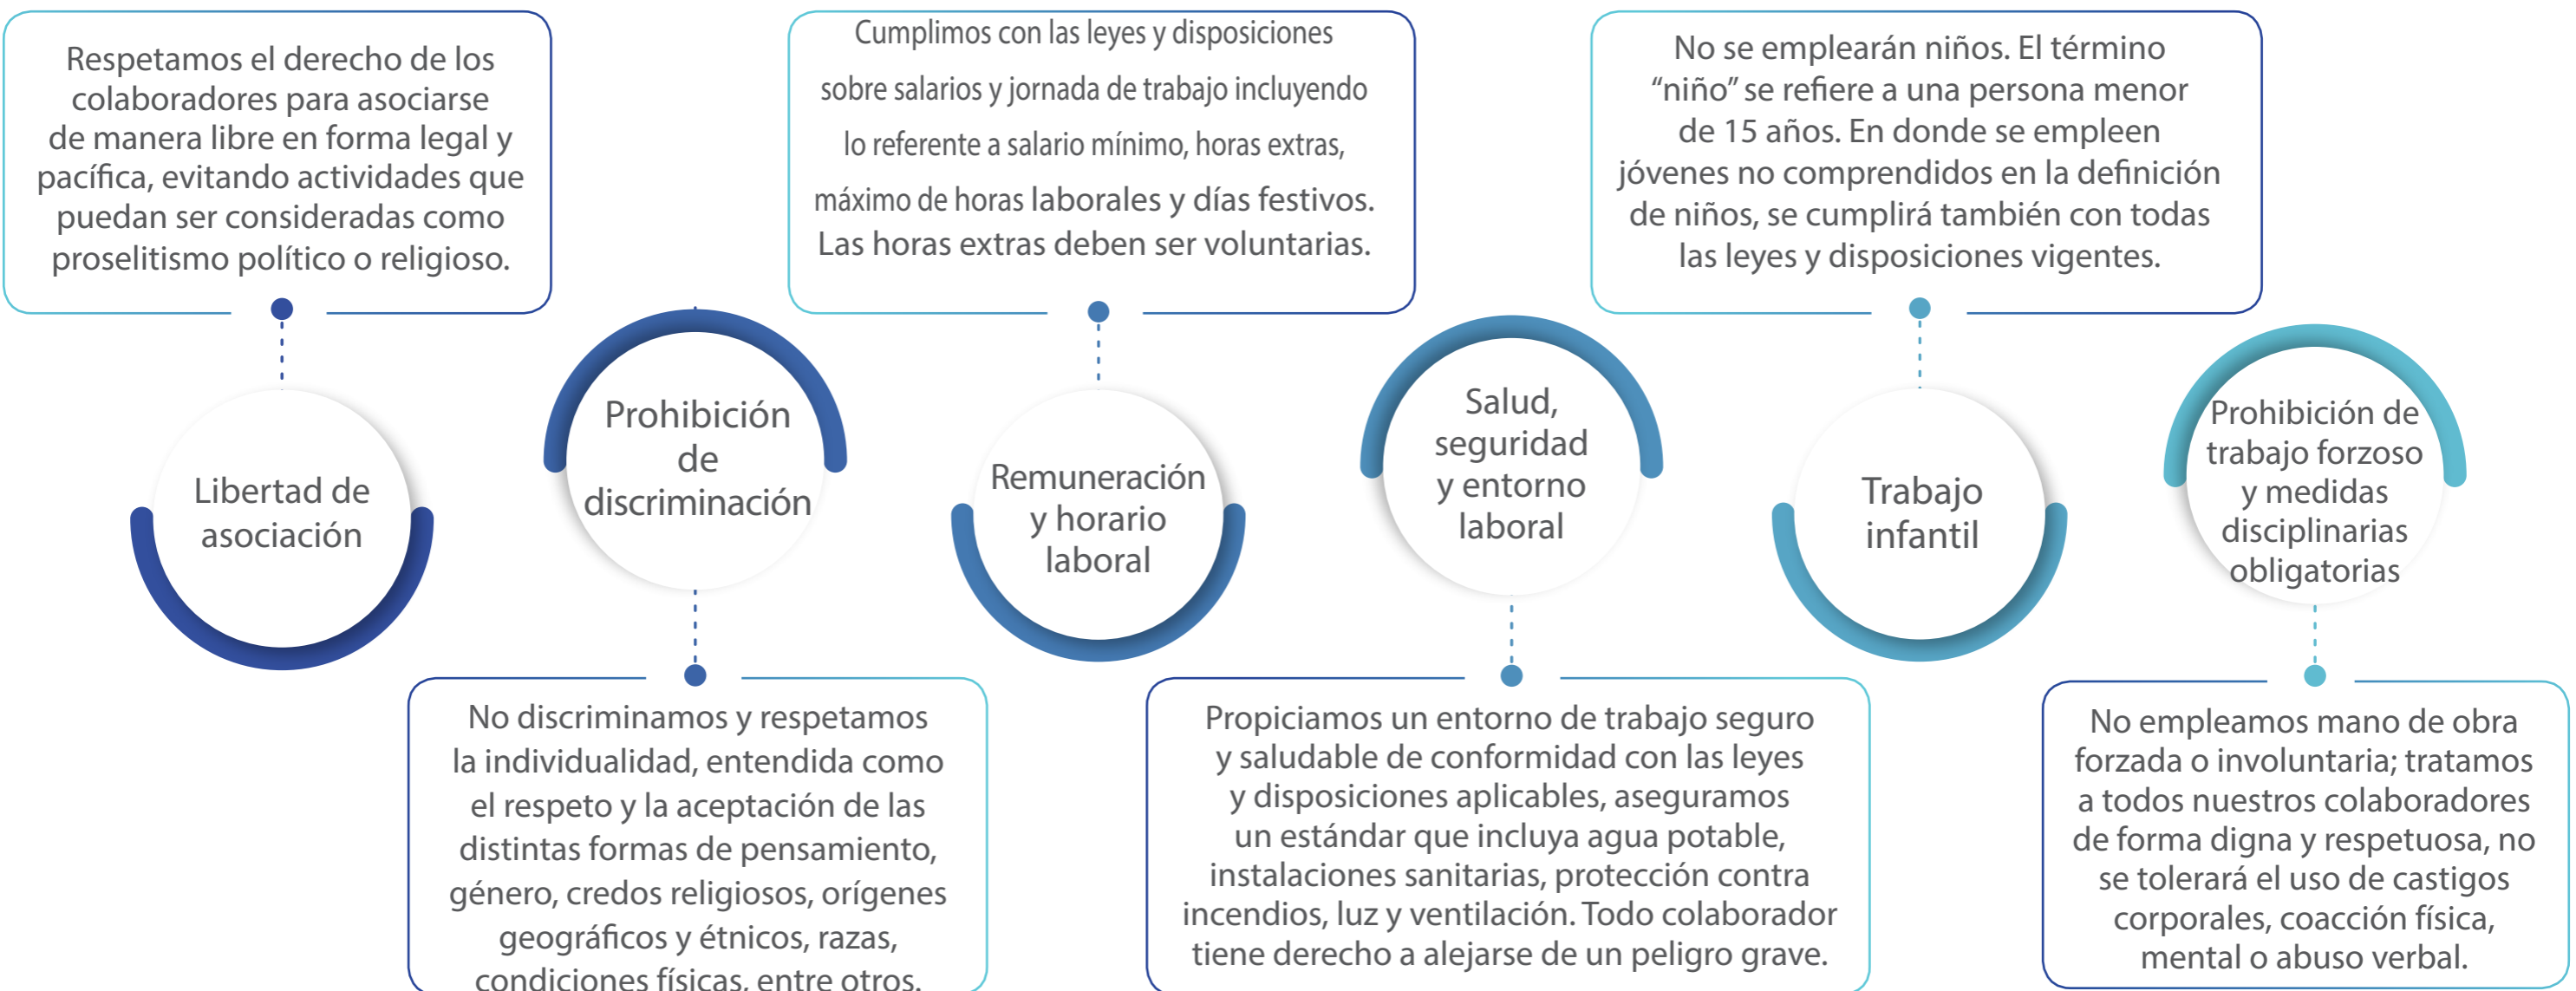 Respetamos el derecho de los
colaboradores para asociarse
de manera libre en forma legal y
pacífica, evitando actividades que
puedan ser consideradas como
proselitismo político o religioso.
Libertad de
asociación
Prohibición
de
discriminación
No discriminamos y respetamos
la individualidad, entendida como
el respeto y la aceptación de las
distintas formas de pensamiento,
género, credos religiosos, orígenes
geográficos y étnicos, razas,
condiciones físicas, entre otros.
Cumplimos con las leyes y disposiciones
sobre salarios y jornada de trabajo incluyendo
lo referente a salario mínimo, horas extras,
máximo de horas laborales y días festivos.
Las horas extras deben ser voluntarias.
Remuneración
y horario
laboral
Salud,
seguridad
y entorno
laboral
Propiciamos un entorno de trabajo seguro
y saludable de conformidad con las leyes
y disposiciones aplicables, aseguramos
un estándar que incluya agua potable,
instalaciones sanitarias, protección contra
incendios, luz y ventilación. Todo colaborador
tiene derecho a alejarse de un peligro grave.
No se emplearán niños. El término
“niño” se refiere a una persona menor
de 15 años. En donde se empleen
jóvenes no comprendidos en la definición
de niños, se cumplirá también con todas
las leyes y disposiciones vigentes.
Trabajo
infantil
Prohibición de
trabajo forzoso
y medidas
disciplinarias
obligatorias
No empleamos mano de obra
forzada o involuntaria; tratamos
a todos nuestros colaboradores
de forma digna y respetuosa, no
se tolerará el uso de castigos
corporales, coacción física,
mental o abuso verbal.